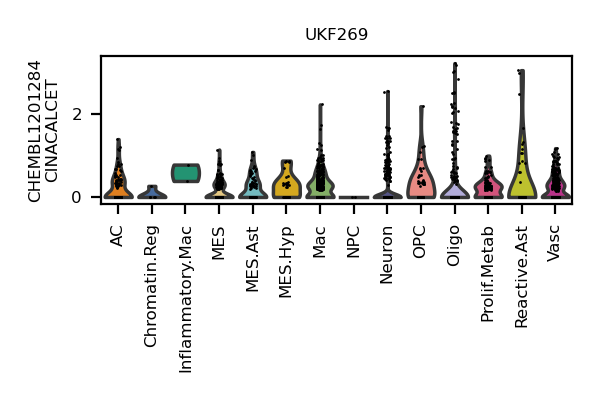 UKF269
CHEMBL1201284
CINACALCET
2
0
AC
Chromatin.Reg
Inflammatory.Mac
MES
MES.Ast
MES.Hyp
Mac
NPC
Neuron
OPC
Oligo
Prolif.Metab
Reactive.Ast
Vasc